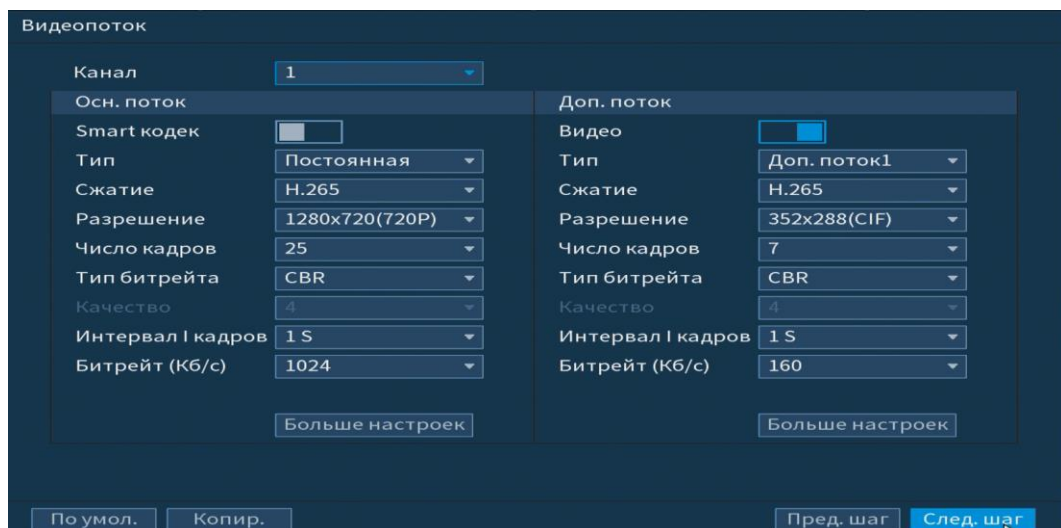 Видеопоток
Канал 1
Осн. поток Доп. поток
Smart кодек Видео
Тип Постоянная Тип Доп. поток1
Сжатие H.265 Сжатие H.265
Разрешение 1280x720(720P) Разрешение 352x288(CIF)
Число кадров 25 Число кадров 7
Тип битрейта CBR Тип битрейта CBR
Качество 4 Качество 4
Интервал I кадров 1 S Интервал I кадров 1 S
Битрейт (Кб/с) 1024 Битрейт (Кб/с) 160
Больше настроек Больше настроек
По умол. Копир. Пред. шаг След. шаг